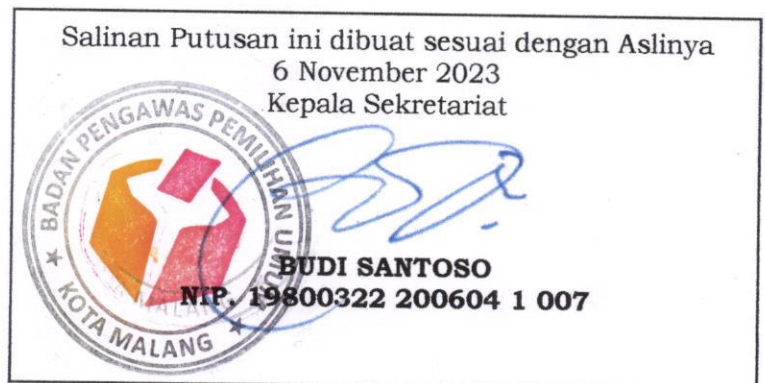 Salinan Putusan ini dibuat sesuai dengan Aslinya
6 November 2023
Kepala Sekretariat
BADAN PENGAWAS PEMILIHAN UMUM
KOTA MALANG
BUDI SANTOSO
NIP. 19800322 200604 1 007